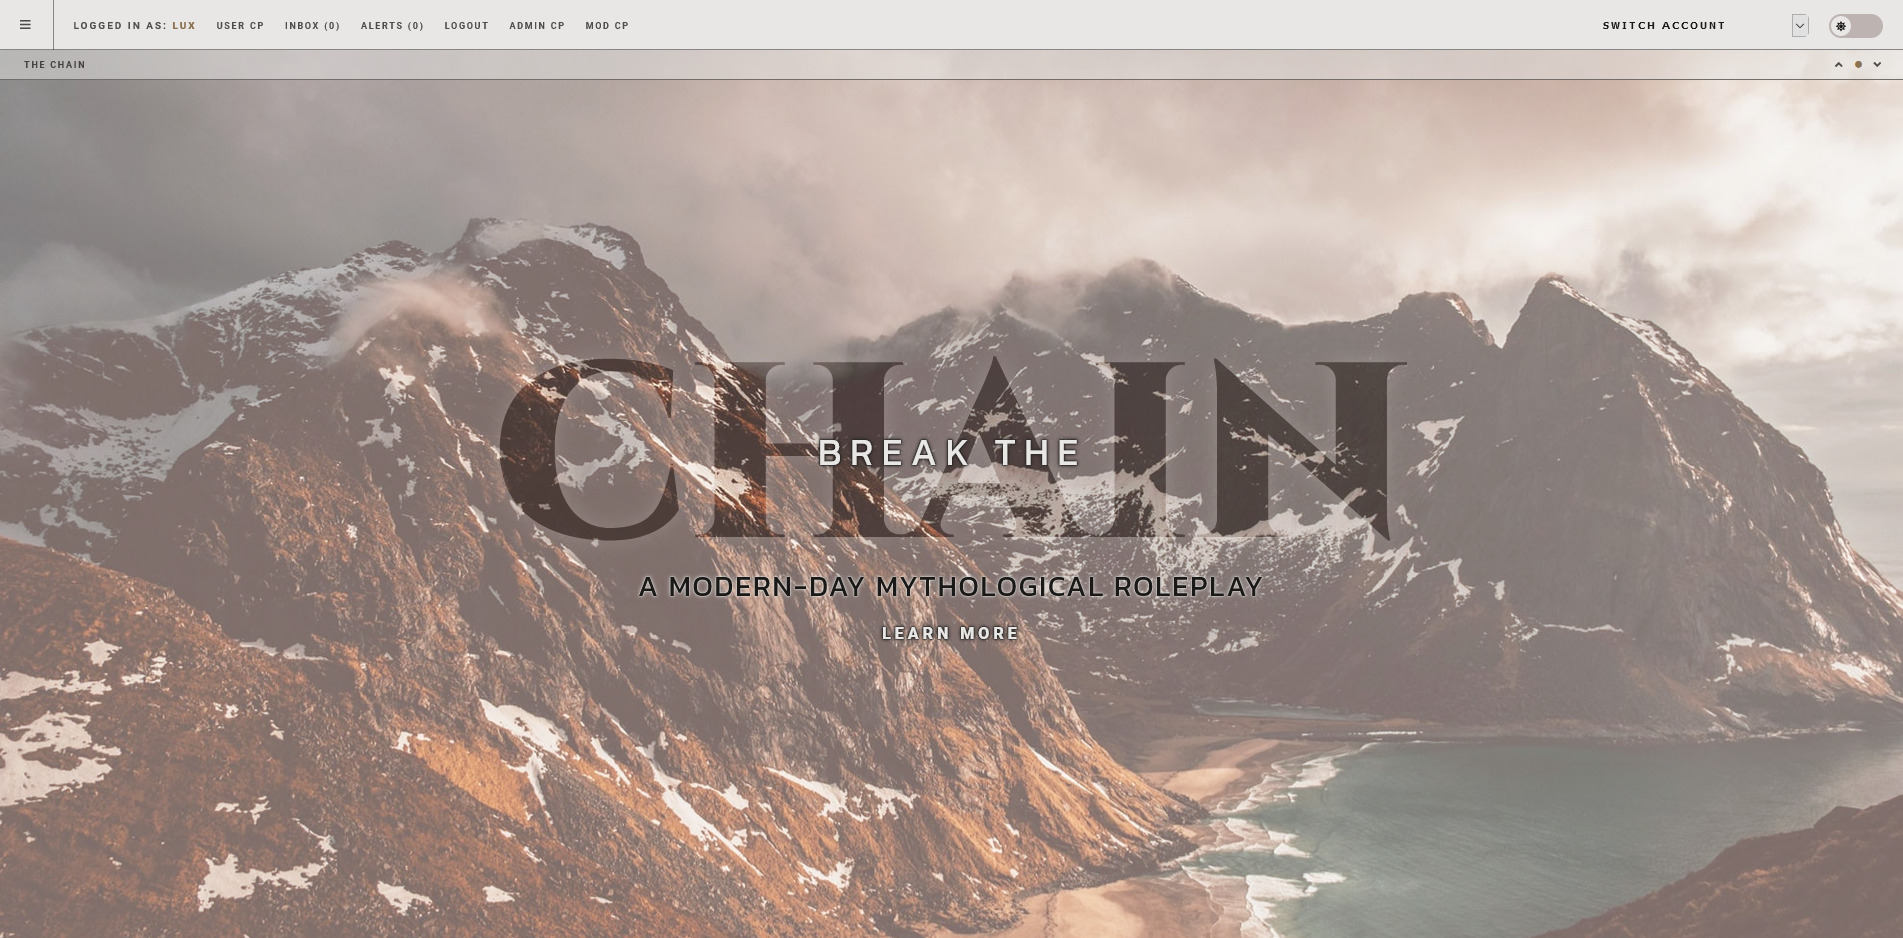 LOGGED IN AS: LUX USER CP INBOX (0) ALERTS (0) LOGOUT ADMIN CP MOD CP SWITCH ACCOUNT
THE CHAIN
CHAIN
BREAK THE
A MODERN-DAY MYTHOLOGICAL ROLEPLAY
LEARN MORE